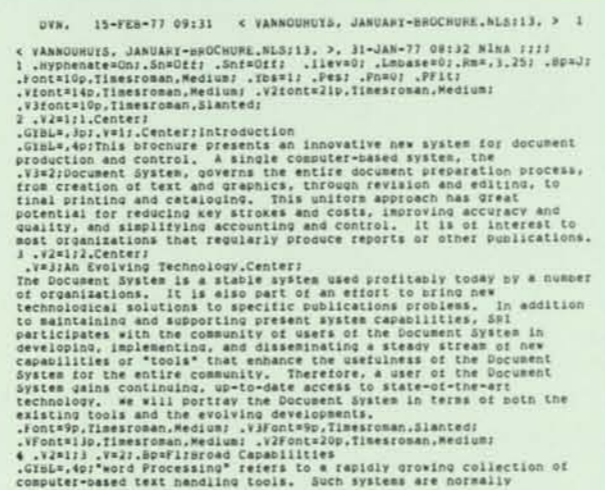 DVN, 15-FEB-77 09:31 < VANNOUHUYS, JANUARY-BROCHURE.NLS;13, > 1
< VANNOUHUYS, JANUARY-BROCHURE.NLS;13, >, 31-JAN-77 08:32 NINA ;;;;
1 .Hyphenate=On;.Sn=Off; .Snf=Off; .Ilev=0; .Lmbase=0;.Rm=,3.25; .Bp=J;
.Font=10p,Timesroman,Medium; .Ybs=1; .Pes; .Pn=0; .PFit;
.Vfont=14p,Timesroman,Medium; .V2font=21p,Timesroman,Medium;
.V3font=10p,Timesroman,Slanted;
2 .V2=1;1.Center;
.GYBL=,3p;.V=1;.Center;Introduction
.GYBL=,4p;This brochure presents an innovative new system for document
production and control. A single computer-based system, the
.V3=2;Document System, governs the entire document preparation process,
from creation of text and graphics, through revision and editing, to
final printing and cataloging. This uniform approach has great
potential for reducing key strokes and costs, improving accuracy and
quality, and simplifying accounting and control. It is of interest to
most organizations that regularly produce reports or other publications.
3 .V2=1;2.Center;
.V=3;An Evolving Technology.Center;
The Document System is a stable system used profitably today by a number
of organizations. It is also part of an effort to bring new
technological solutions to specific publications problems. In addition
to maintaining and supporting present system capabilities, SRI
participates with the community of users of the Document System in
developing, implementing, and disseminating a steady stream of new
capabilities or "tools" that enhance the usefulness of the Document
System for the entire community. Therefore, a user of the Document
System gains continuing, up-to-date access to state-of-the-art
technology. We will portray the Document System in terms of both the
existing tools and the evolving developments.
.Font=9p,Timesroman,Medium; .V3Font=9p,Timesroman,Slanted;
.VFont=13p,Timesroman,Medium; .V2Font=20p,Timesroman,Medium;
4 .V2=1;3 .V=2;.Bp=Fl;Broad Capabilities
.GYBL=,4p;"Word Processing" refers to a rapidly growing collection of
computer-based text handling tools. Such systems are normally